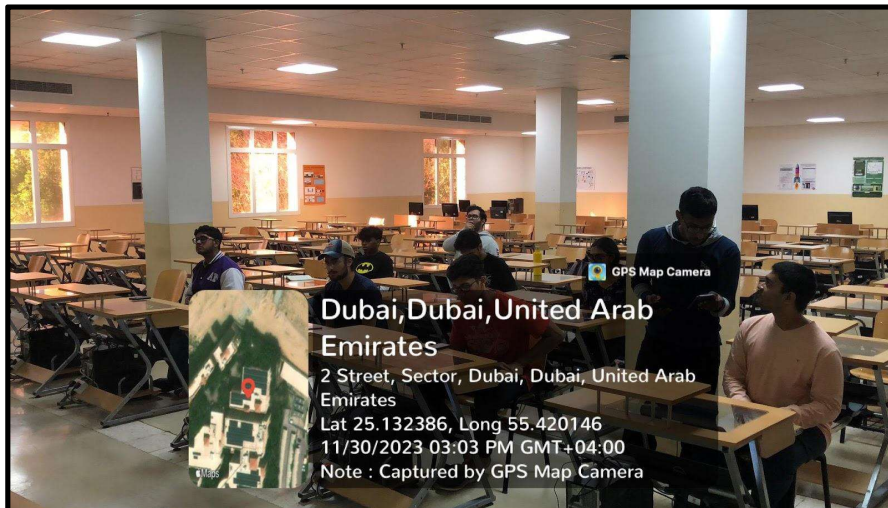 GPS Map Camera
Dubai,Dubai,United Arab
Emirates
2 Street, Sector, Dubai, Dubai, United Arab
Emirates
Lat 25.132386, Long 55.420146
11/30/2023 03:03 PM GMT+04:00
Note : Captured by GPS Map Camera
Maps